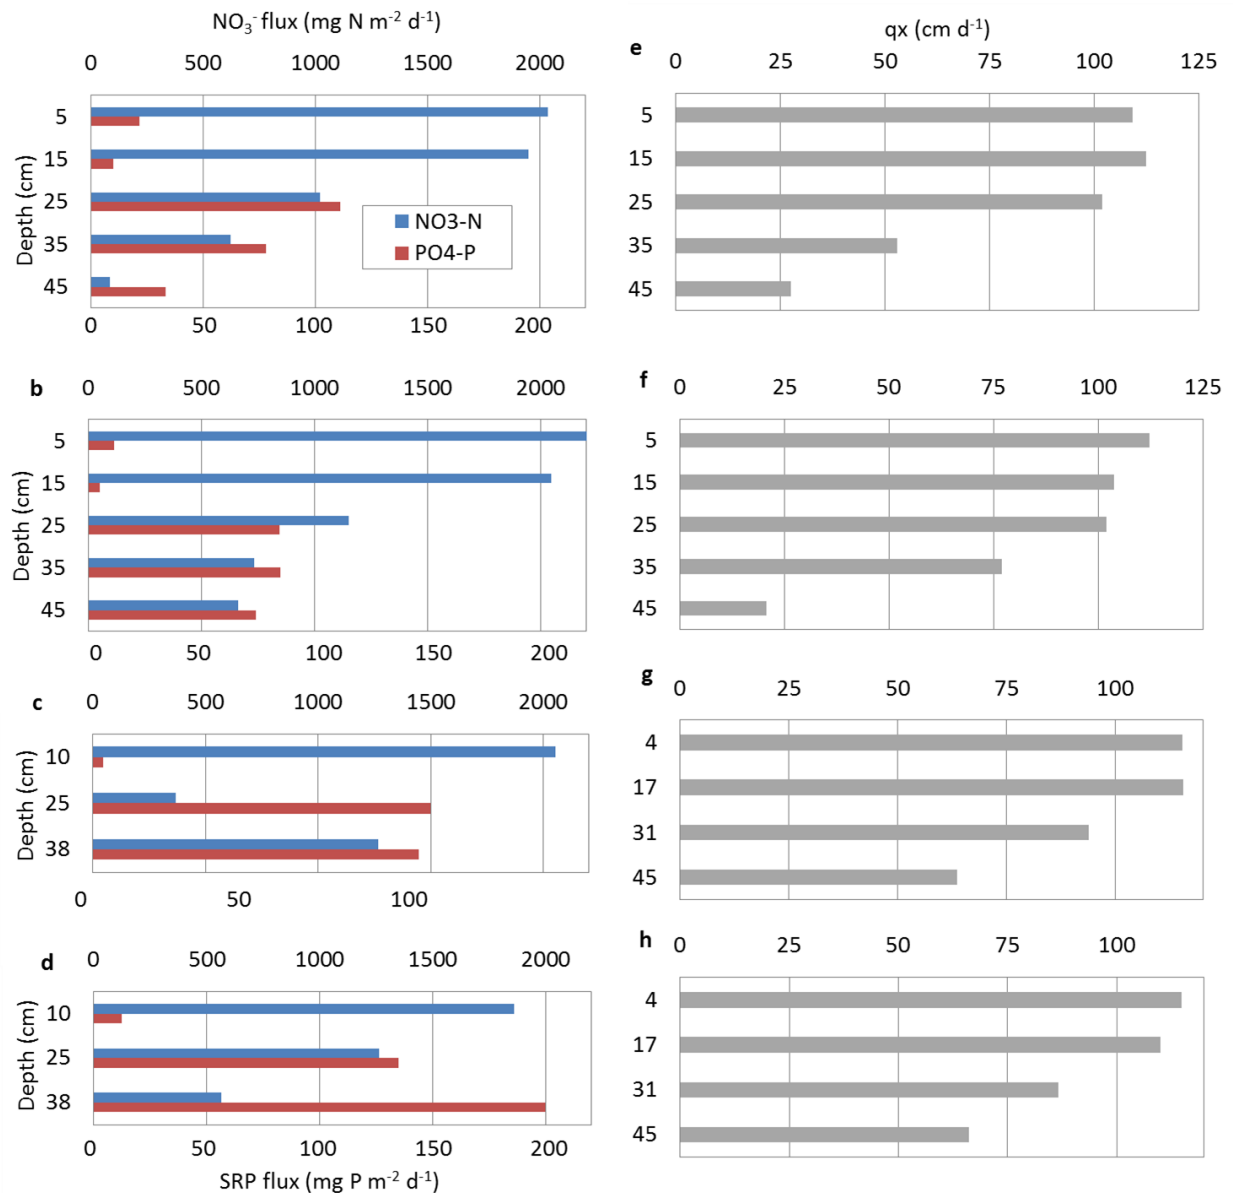 NO₃⁻ flux (mg N m⁻² d⁻¹)
0 500 1000 1500 2000
5
15
25
35
45
Depth (cm)
NO3-N
PO4-P
0 50 100 150 200
e
qx (cm d⁻¹)
0 25 50 75 100 125
5
15
25
35
45
b
0 500 1000 1500 2000
5
15
25
35
45
Depth (cm)
0 50 100 150 200
f
0 25 50 75 100 125
5
15
25
35
45
c
0 500 1000 1500 2000
10
25
38
Depth (cm)
0 50 100
g
0 25 50 75 100
4
17
31
45
d
0 500 1000 1500 2000
10
25
38
Depth (cm)
0 50 100 150 200
SRP flux (mg P m⁻² d⁻¹)
h
0 25 50 75 100
4
17
31
45